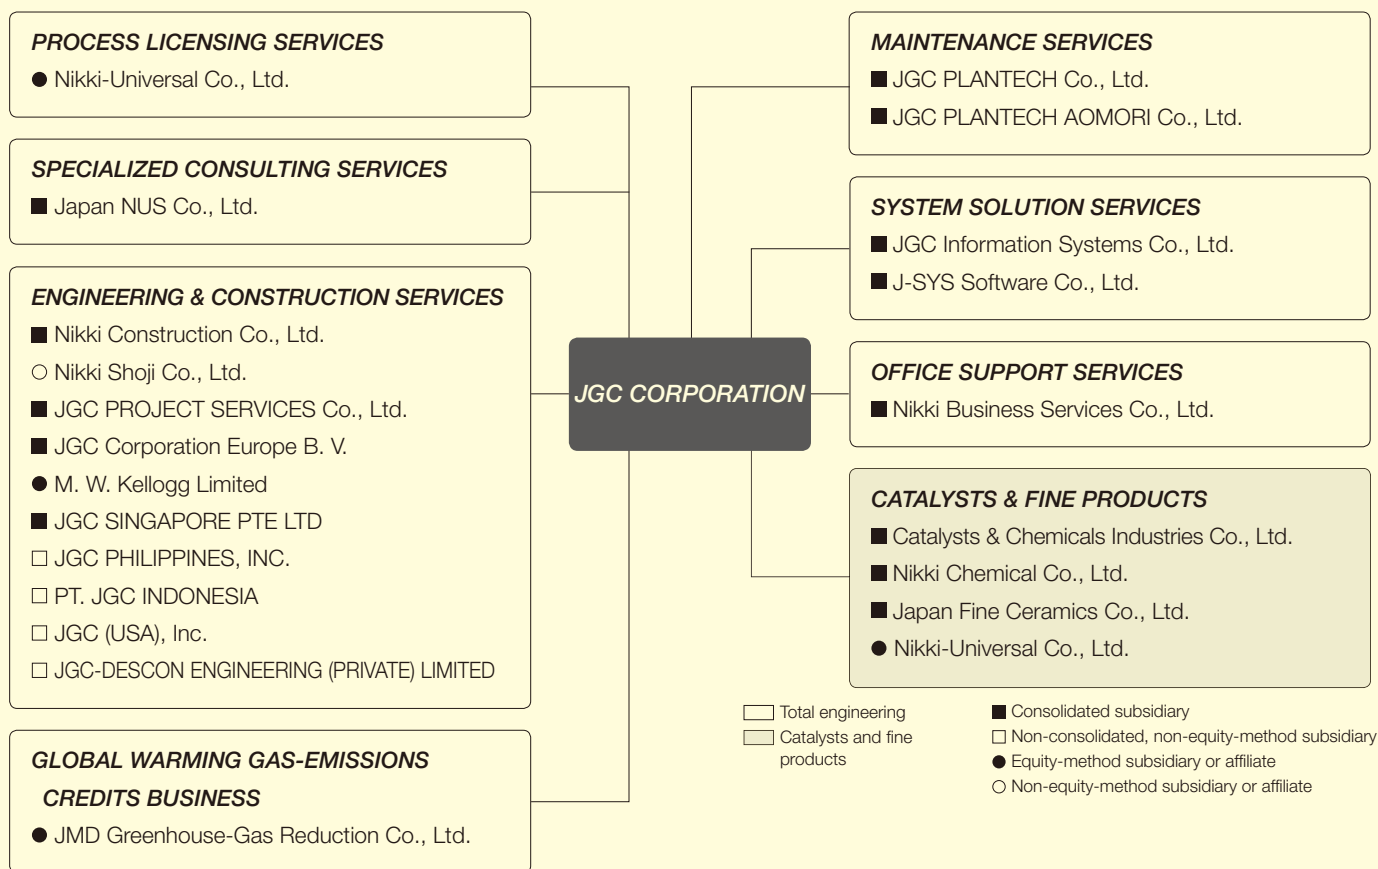 PROCESS LICENSING SERVICES
● Nikki-Universal Co., Ltd.
SPECIALIZED CONSULTING SERVICES
■ Japan NUS Co., Ltd.
ENGINEERING & CONSTRUCTION SERVICES
■ Nikki Construction Co., Ltd.
○ Nikki Shoji Co., Ltd.
■ JGC PROJECT SERVICES Co., Ltd.
■ JGC Corporation Europe B. V.
● M. W. Kellogg Limited
■ JGC SINGAPORE PTE LTD
□ JGC PHILIPPINES, INC.
□ PT. JGC INDONESIA
□ JGC (USA), Inc.
□ JGC-DESCON ENGINEERING (PRIVATE) LIMITED
GLOBAL WARMING GAS-EMISSIONS
CREDITS BUSINESS
● JMD Greenhouse-Gas Reduction Co., Ltd.
JGC CORPORATION
MAINTENANCE SERVICES
■ JGC PLANTECH Co., Ltd.
■ JGC PLANTECH AOMORI Co., Ltd.
SYSTEM SOLUTION SERVICES
■ JGC Information Systems Co., Ltd.
■ J-SYS Software Co., Ltd.
OFFICE SUPPORT SERVICES
■ Nikki Business Services Co., Ltd.
CATALYSTS & FINE PRODUCTS
■ Catalysts & Chemicals Industries Co., Ltd.
■ Nikki Chemical Co., Ltd.
■ Japan Fine Ceramics Co., Ltd.
● Nikki-Universal Co., Ltd.
Total engineering
Catalysts and fine
products
■ Consolidated subsidiary
□ Non-consolidated, non-equity-method subsidiary
● Equity-method subsidiary or affiliate
○ Non-equity-method subsidiary or affiliate